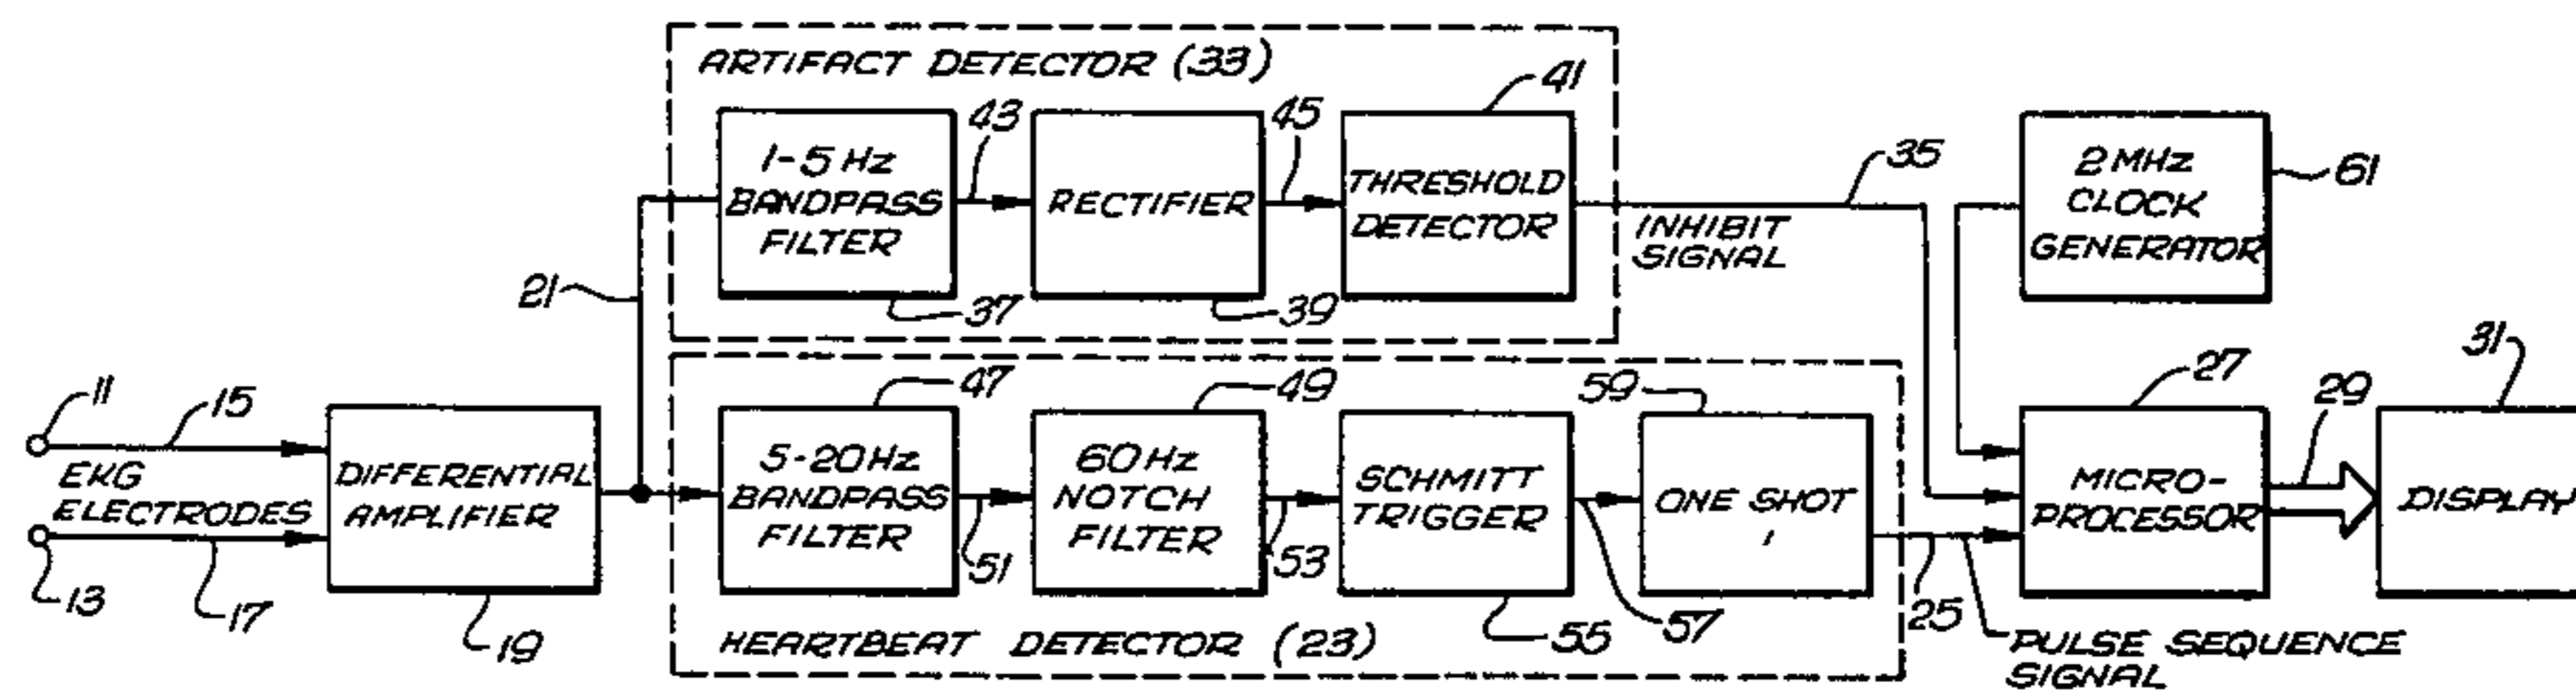 ARTIFACT DETECTOR (33)
41
43
45
1-5 Hz
BANDPASS
FILTER
RECTIFIER
THRESHOLD
DETECTOR
35
INHIBIT
SIGNAL
2 MHz
CLOCK
GENERATOR
61
21
37
39
11
15
EKG
ELECTRODES
13
17
DIFFERENTIAL
AMPLIFIER
19
47
49
59
27
29
31
5-20 Hz
BANDPASS
FILTER
51
60 Hz
NOTCH
FILTER
53
SCHMITT
TRIGGER
55
57
ONE SHOT
25
MICRO-
PROCESSOR
DISPLAY
HEARTBEAT DETECTOR (23)
PULSE SEQUENCE
SIGNAL